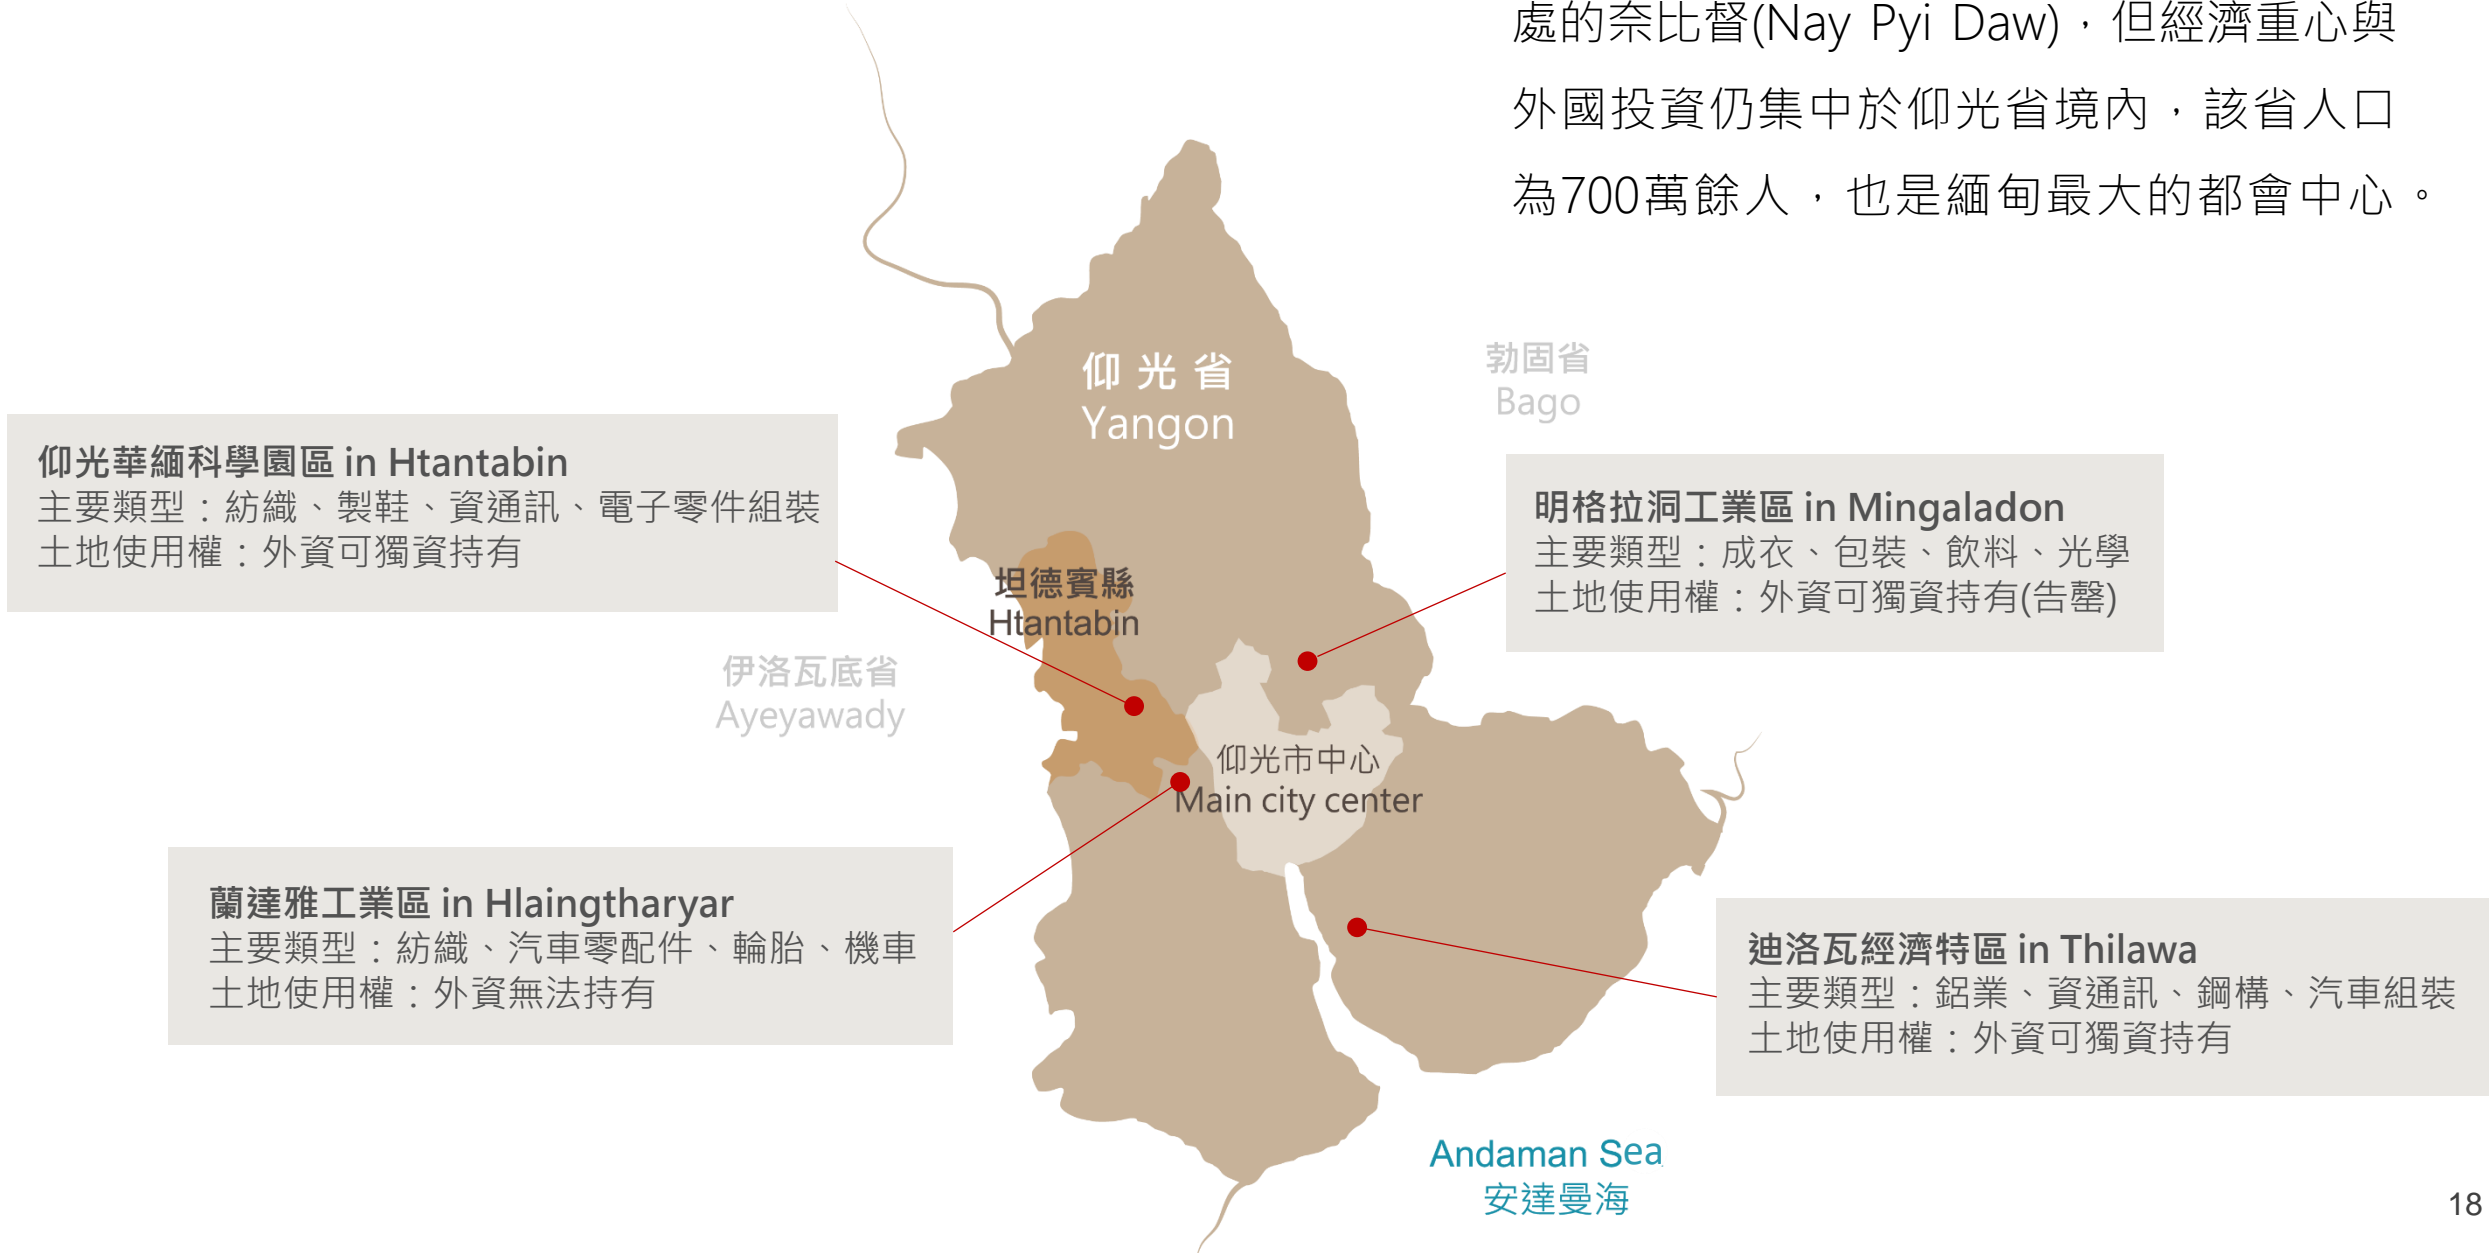 處的奈比督(Nay Pyi Daw)，但經濟重心與
外國投資仍集中於仰光省境內，該省人口
為700萬餘人，也是緬甸最大的都會中心。
仰光省
Yangon
勃固省
Bago
仰光華緬科學園區 in Htantabin
主要類型：紡織、製鞋、資通訊、電子零件組裝
土地使用權：外資可獨資持有
明格拉洞工業區 in Mingaladon
主要類型：成衣、包裝、飲料、光學
土地使用權：外資可獨資持有(告罄)
坦德賓縣
Htantabin
伊洛瓦底省
Ayeyawady
仰光市中心
Main city center
蘭達雅工業區 in Hlaingtharyar
主要類型：紡織、汽車零配件、輪胎、機車
土地使用權：外資無法持有
迪洛瓦經濟特區 in Thilawa
主要類型：鋁業、資通訊、鋼構、汽車組裝
土地使用權：外資可獨資持有
Andaman Sea
安達曼海
18